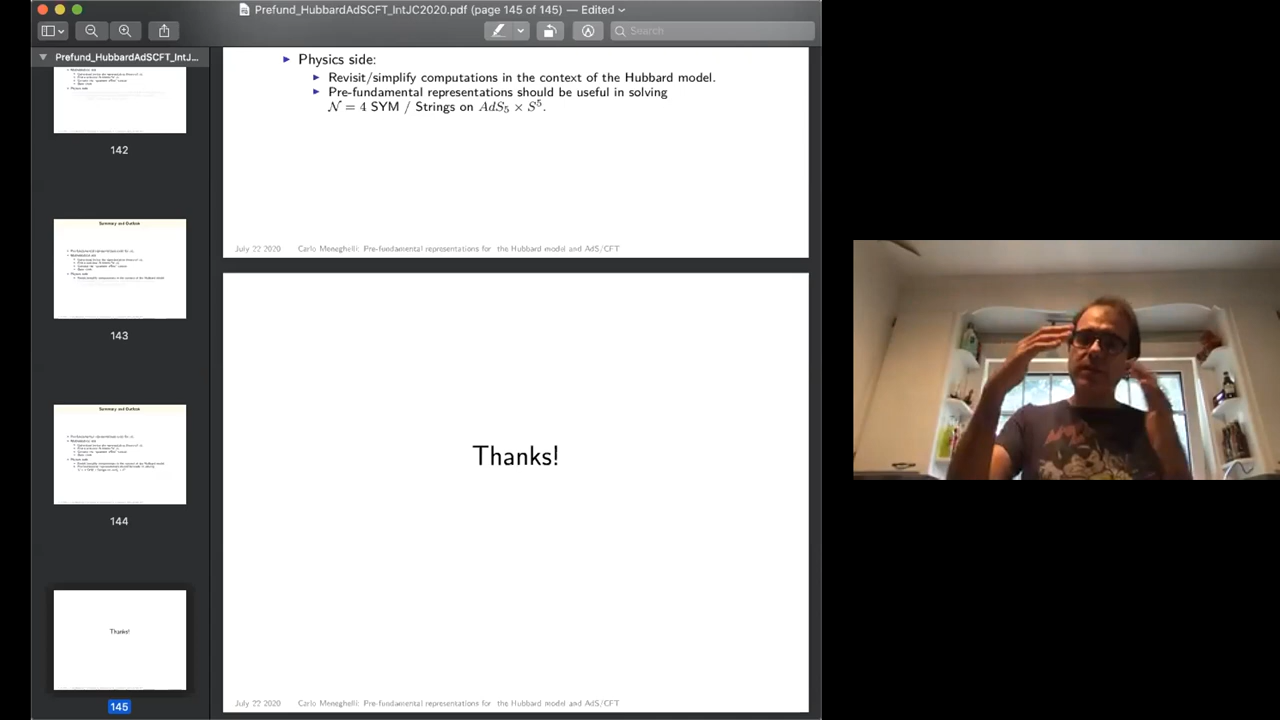 Prefund_HubbardAdSCFT_IntJC2020.pdf (page 145 of 145) — Edited
Search
Prefund_HubbardAdSCFT_IntJ...
142
Summary and Outlook
143
Summary and Outlook
144
Thanks!
145
Physics side:
Revisit/simplify computations in the context of the Hubbard model.
Pre-fundamental representations should be useful in solving
𝒩 = 4 SYM / Strings on AdS₅ × S⁵.
July 22 2020 Carlo Meneghelli: Pre-fundamental representations for the Hubbard model and AdS/CFT
Thanks!
July 22 2020 Carlo Meneghelli: Pre-fundamental representations for the Hubbard model and AdS/CFT